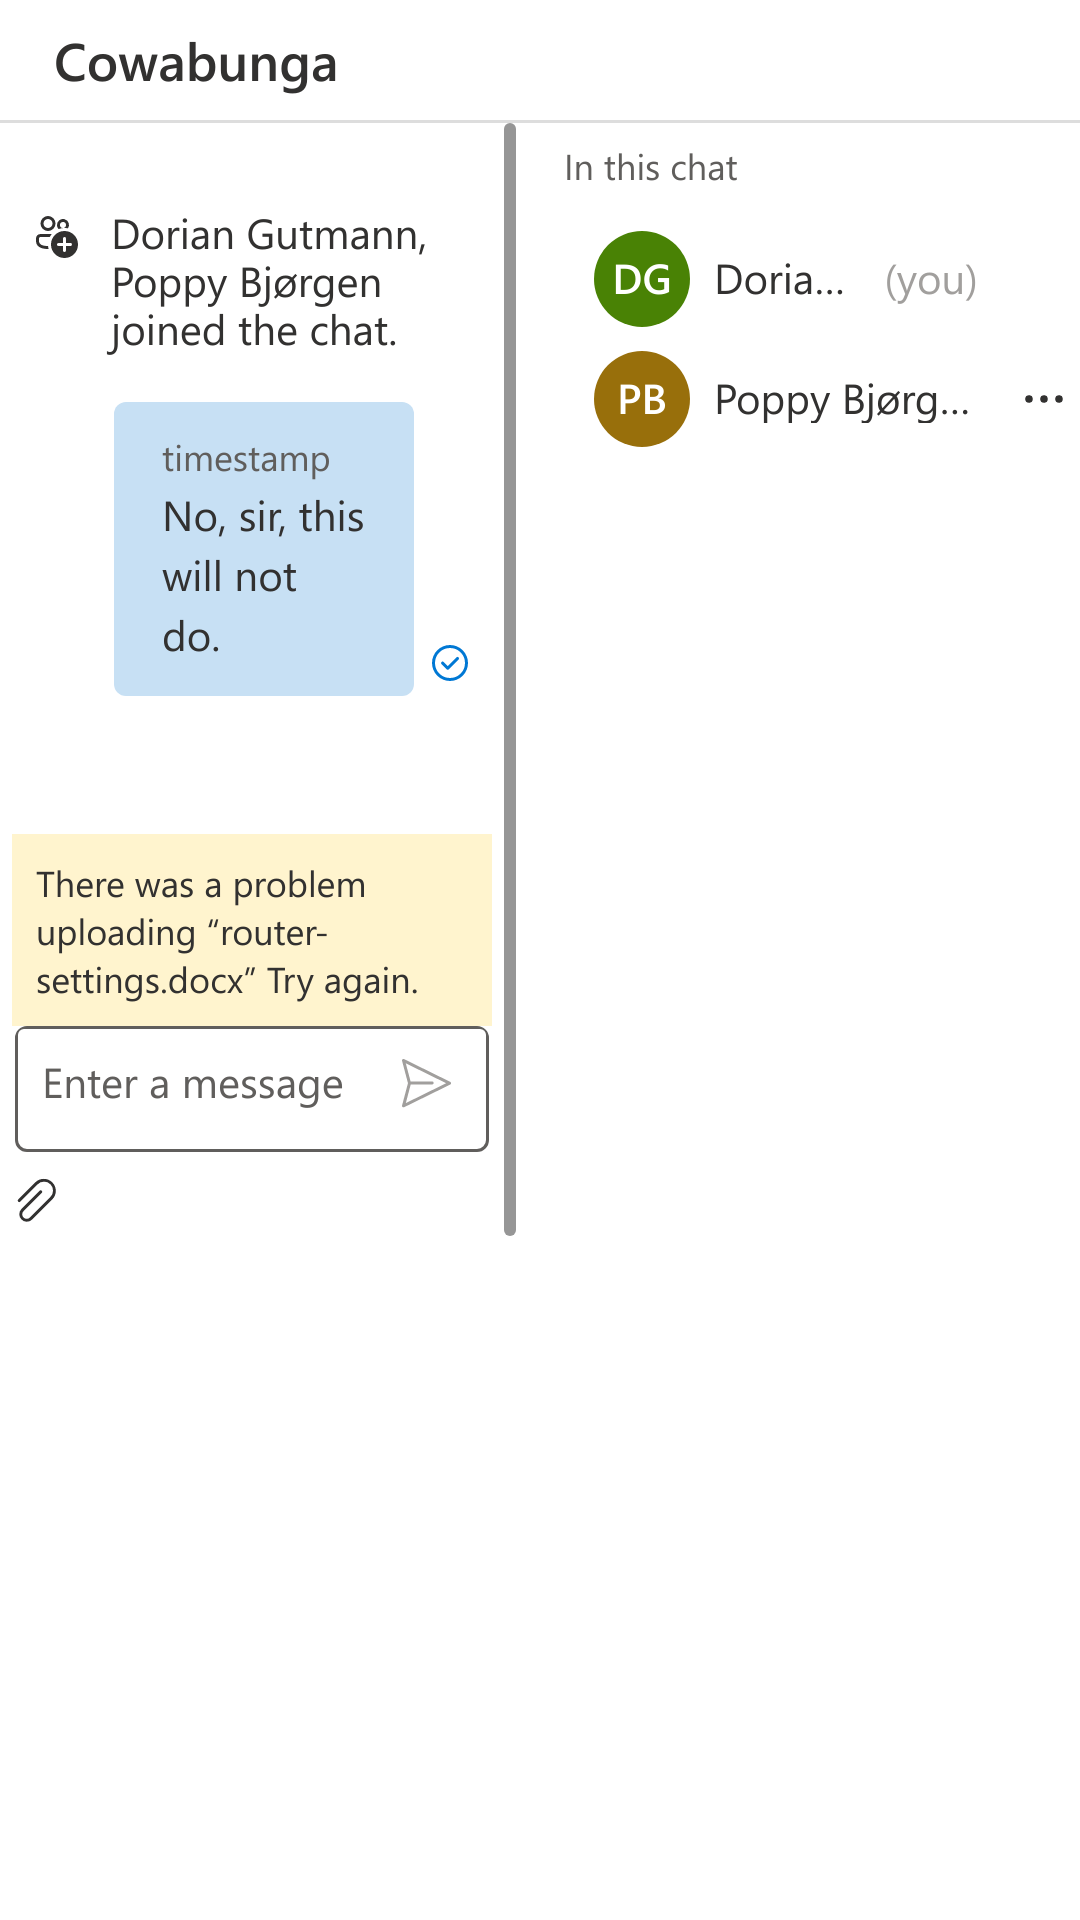 Cowabunga
Dorian Gutmann,
Poppy Bjørgen
joined the chat.
timestamp
No, sir, this
will not
do.
There was a problem
uploading “router-
settings.docx” Try again.
Enter a message
In this chat
DG Doria... (you)
PB Poppy Bjørg...